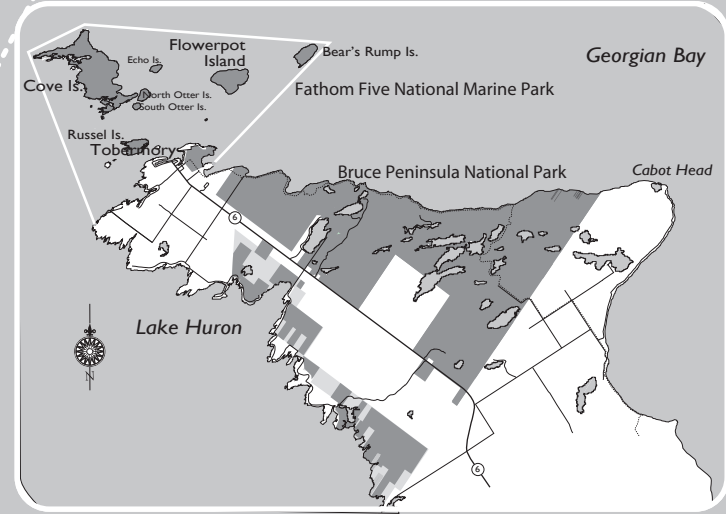 Flowerpot
Island
Bear's Rump Is.
Georgian Bay
Echo Is.
Cove Is.
North Otter Is.
South Otter Is.
Fathom Five National Marine Park
Russel Is.
Tobermory
Bruce Peninsula National Park
Cabot Head
6
Lake Huron
N
6